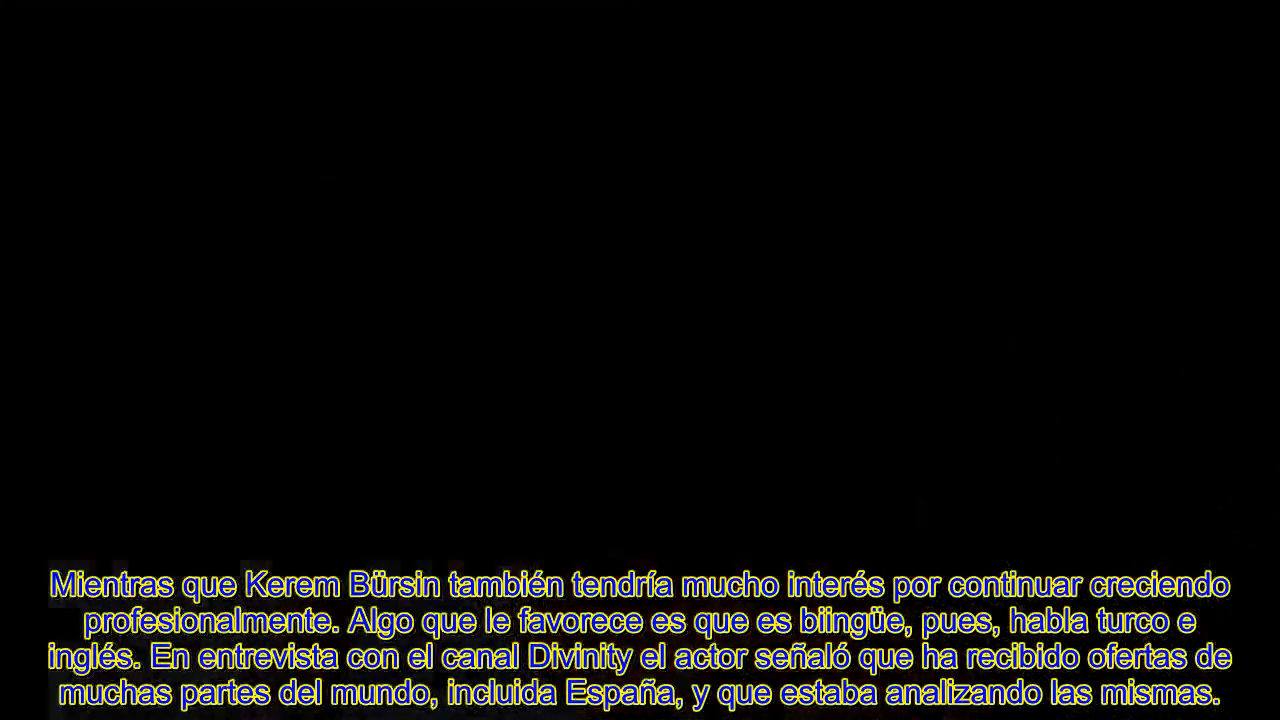 Mientras que Kerem Bürsin también tendría mucho interés por continuar creciendo
profesionalmente. Algo que le favorece es que es biingüe, pues, habla turco e
inglés. En entrevista con el canal Divinity el actor señaló que ha recibido ofertas de
muchas partes del mundo, incluida España, y que estaba analizando las mismas.